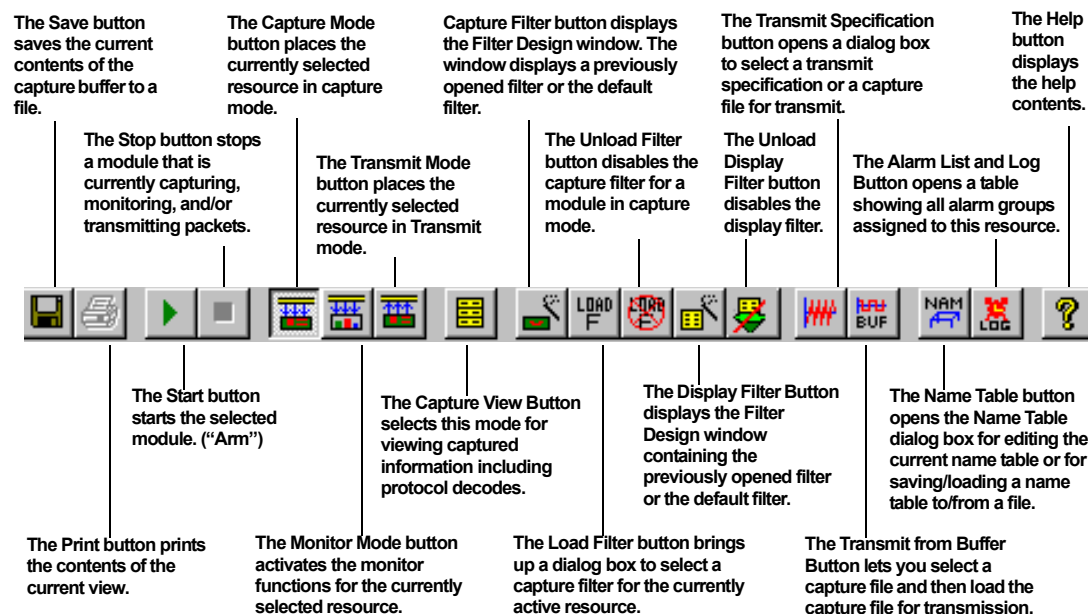 The Save button
saves the current
contents of the
capture buffer to a
file.
The Capture Mode
button places the
currently selected
resource in capture
mode.
Capture Filter button displays
the Filter Design window. The
window displays a previously
opened filter or the default
filter.
The Transmit Specification
button opens a dialog box
to select a transmit
specification or a capture
file for transmit.
The Help
button
displays
the help
contents.
The Stop button stops
a module that is
currently capturing,
monitoring, and/or
transmitting packets.
The Transmit Mode
button places the
currently selected
resource in Transmit
mode.
The Unload Filter
button disables the
capture filter for a
module in capture
mode.
The Unload
Display
Filter button
disables the
display filter.
The Alarm List and Log
Button opens a table
showing all alarm groups
assigned to this resource.
LOAD
F
LOAD
F
BUF
NAM
LOG
?
The Start button
starts the selected
module. (“Arm”)
The Capture View Button
selects this mode for
viewing captured
information including
protocol decodes.
The Display Filter Button
displays the Filter
Design window
containing the
previously opened filter
or the default filter.
The Name Table button
opens the Name Table
dialog box for editing the
current name table or for
saving/loading a name
table to/from a file.
The Print button prints
the contents of the
current view.
The Monitor Mode button
activates the monitor
functions for the currently
selected resource.
The Load Filter button brings
up a dialog box to select a
capture filter for the currently
active resource.
The Transmit from Buffer
Button lets you select a
capture file and then load the
capture file for transmission.